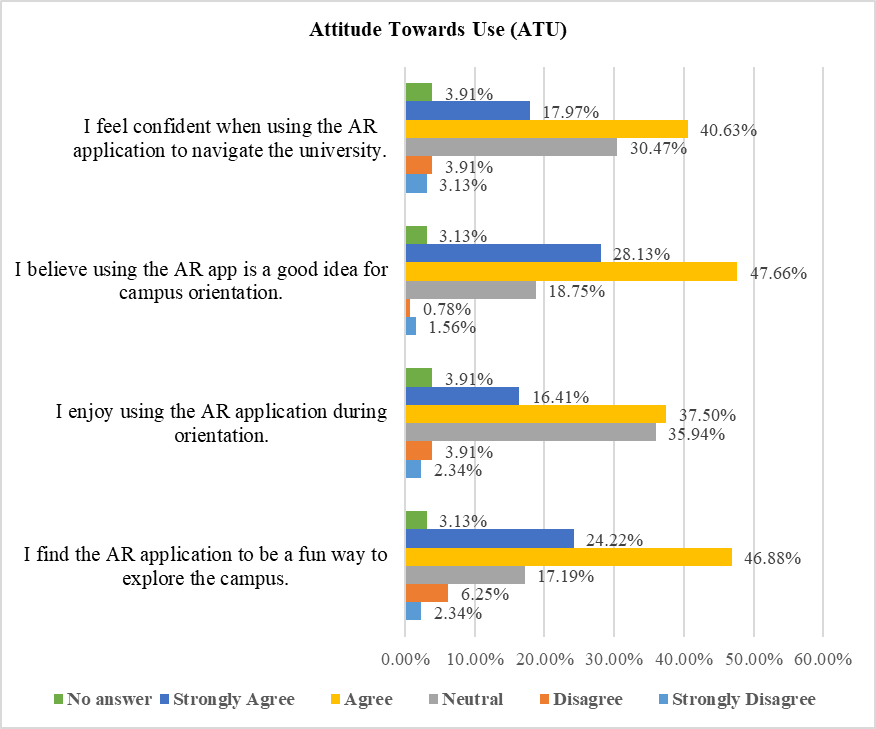 Attitude Towards Use (ATU)
I feel confident when using the AR
application to navigate the university.
3.91%
17.97%
40.63%
30.47%
3.91%
3.13%
I believe using the AR app is a good idea for
campus orientation.
3.13%
28.13%
47.66%
18.75%
0.78%
1.56%
I enjoy using the AR application during
orientation.
3.91%
16.41%
37.50%
35.94%
3.91%
2.34%
I find the AR application to be a fun way to
explore the campus.
3.13%
24.22%
46.88%
17.19%
6.25%
2.34%
0.00% 10.00% 20.00% 30.00% 40.00% 50.00% 60.00%
No answer Strongly Agree Agree Neutral Disagree Strongly Disagree